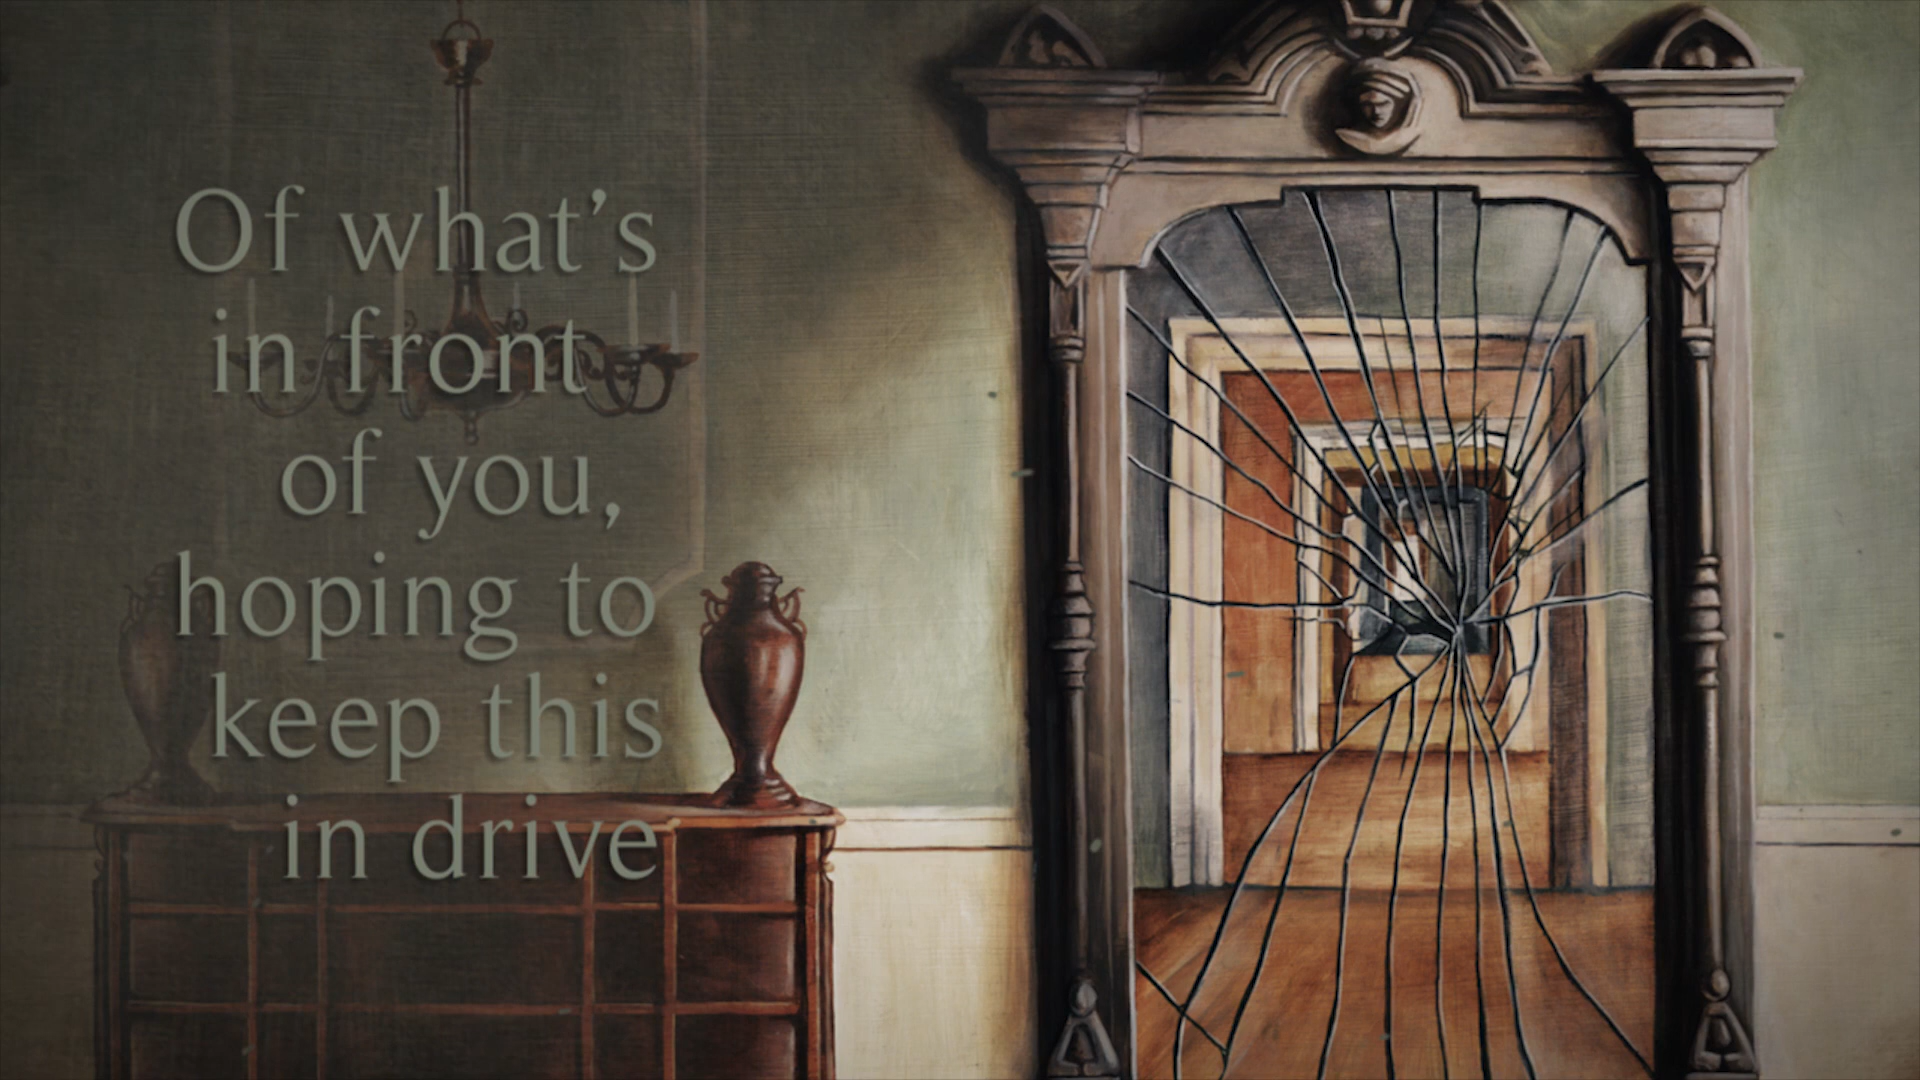 Of what's
in front
of you,
hoping to
keep this
in drive